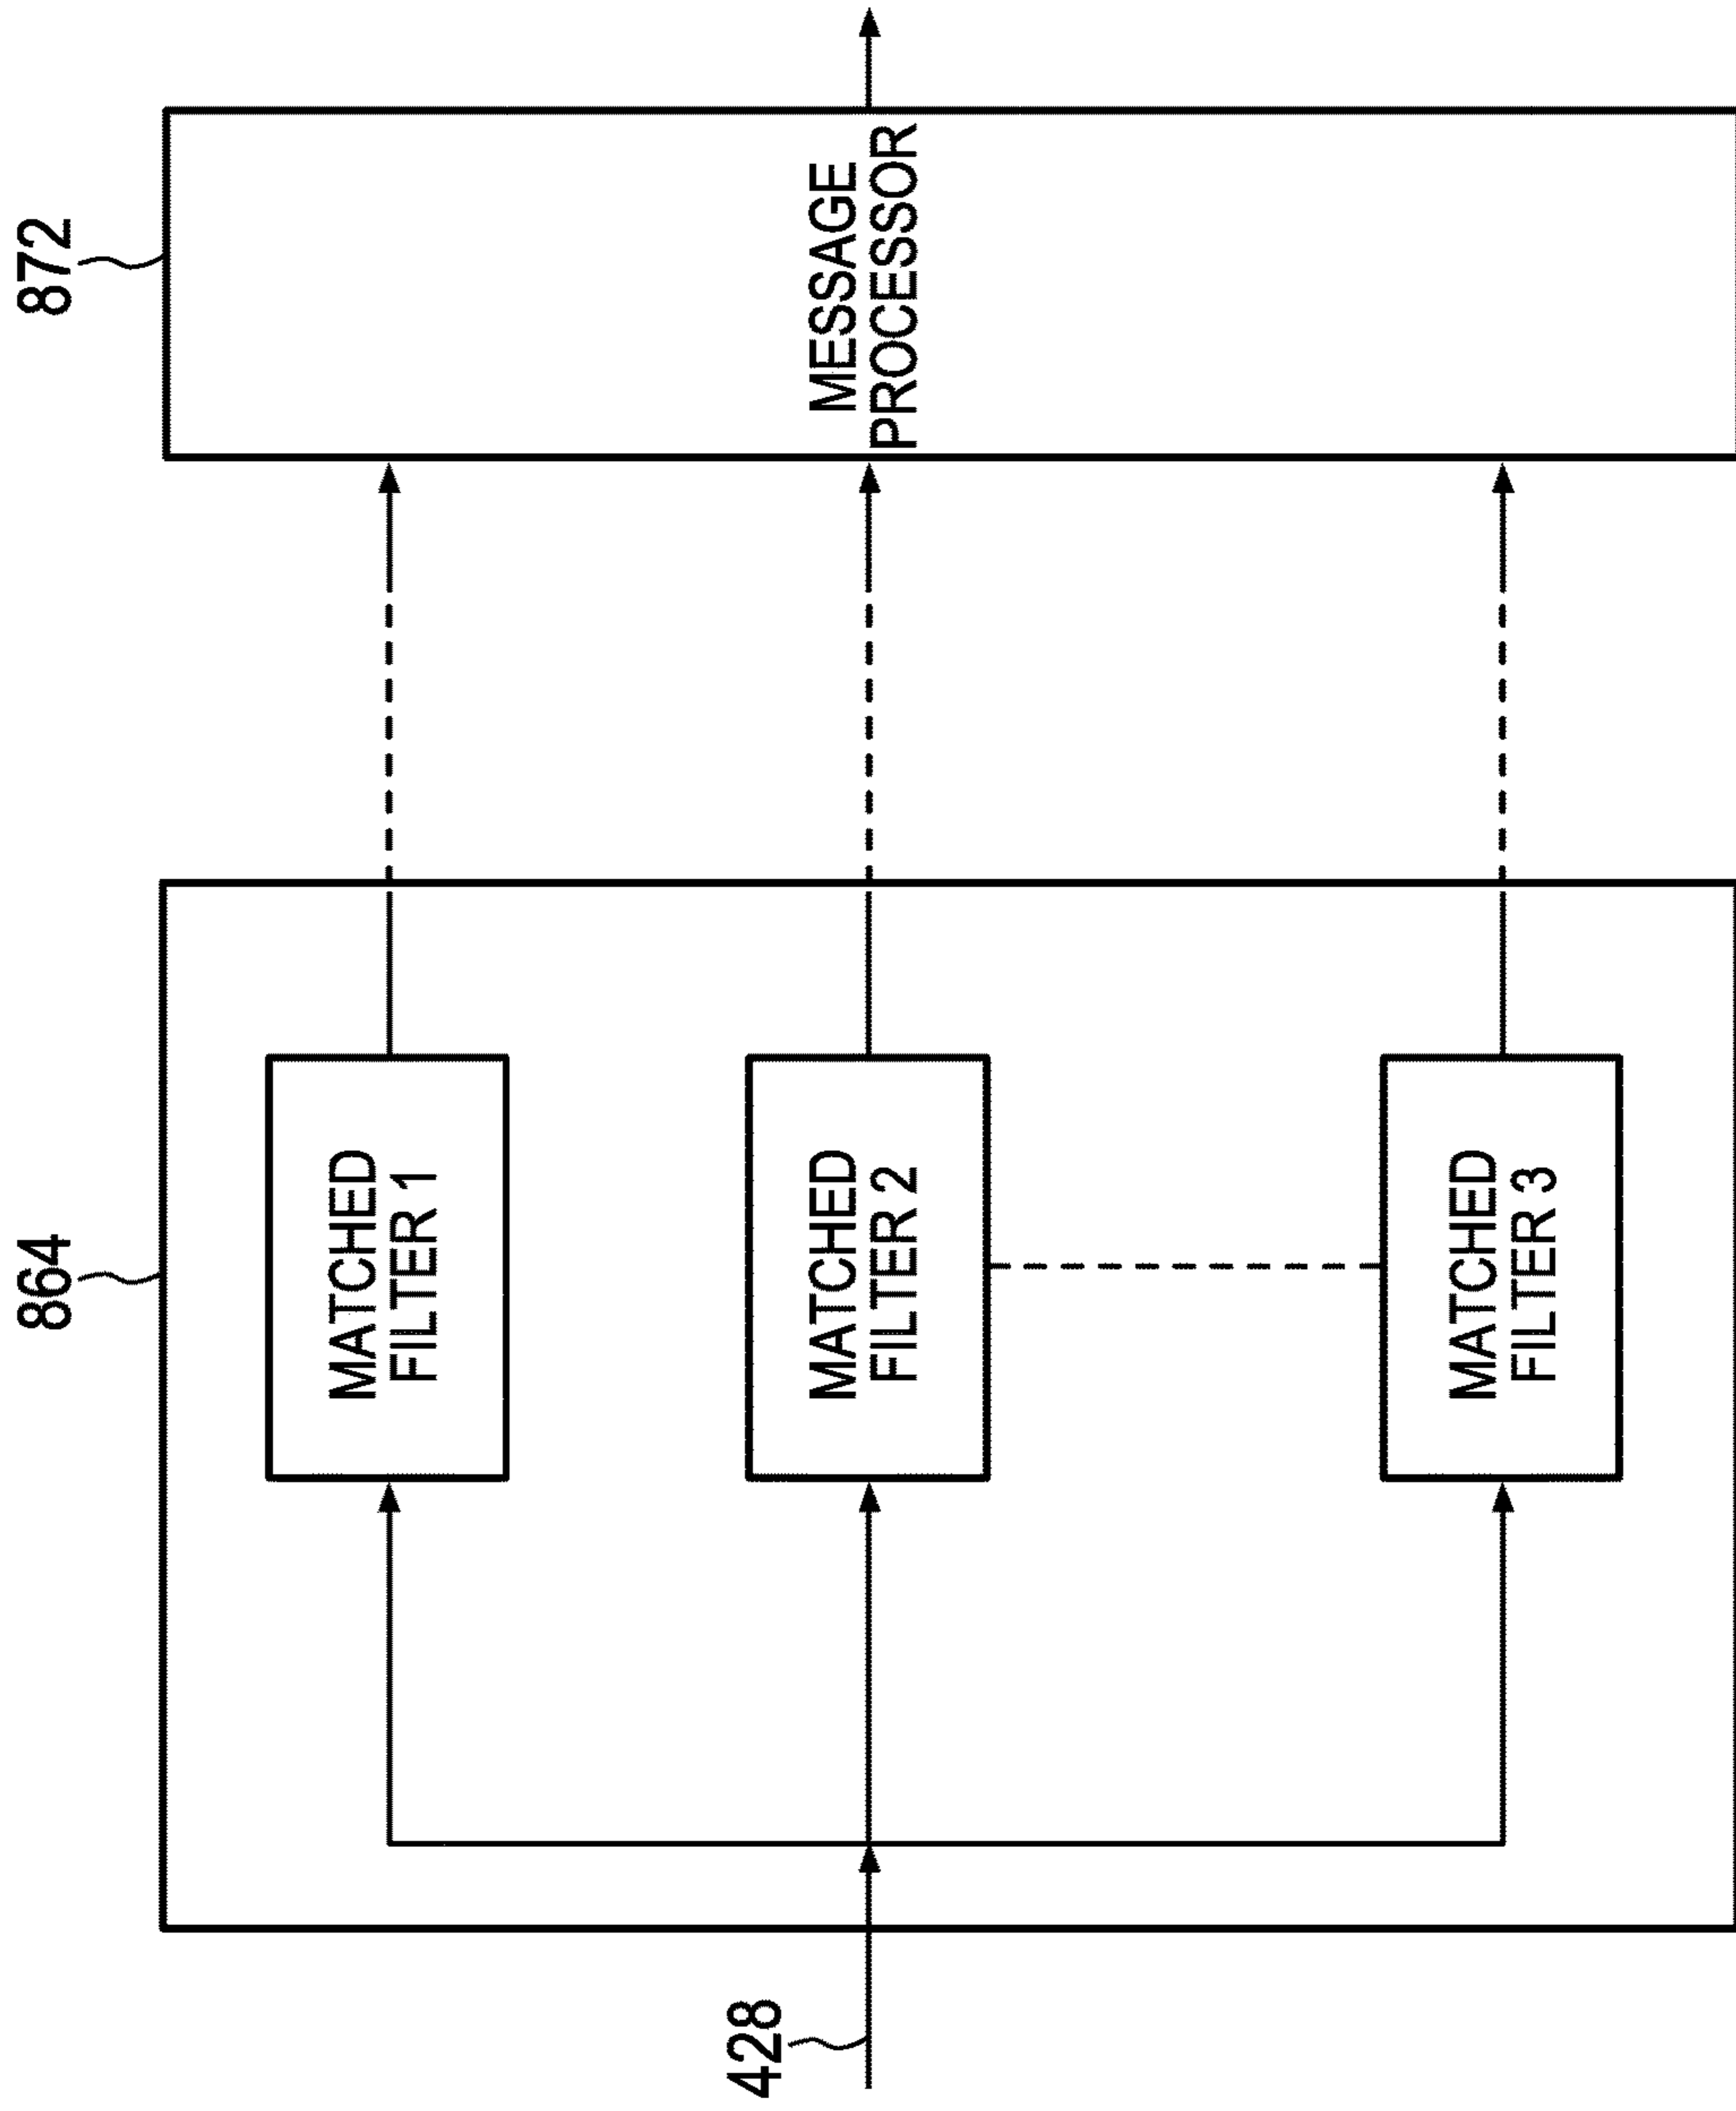 428
864
MATCHED
FILTER 1
MATCHED
FILTER 2
MATCHED
FILTER 3
872
MESSAGE
PROCESSOR